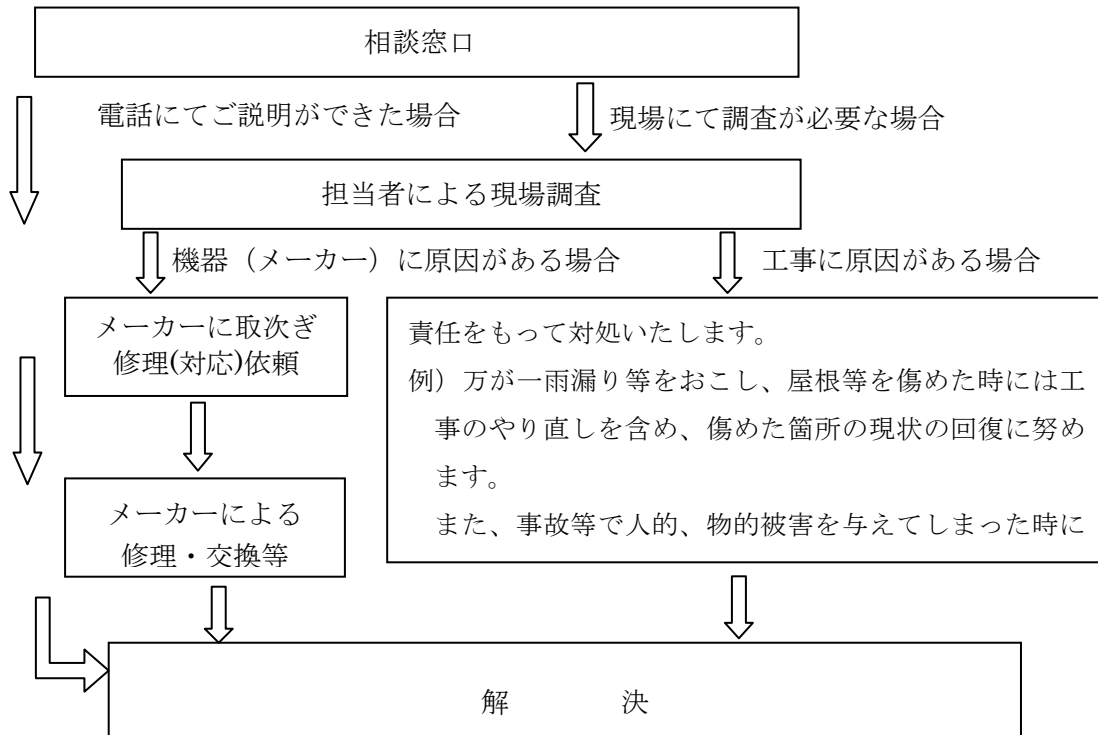 相談窓口
電話にてご説明ができた場合
現場にて調査が必要な場合
担当者による現場調査
機器（メーカー）に原因がある場合
工事に原因がある場合
メーカーに取次ぎ
修理(対応)依頼
責任をもって対処いたします。
例）万が一雨漏り等をおこし、屋根等を傷めた時には工
事のやり直しを含め、傷めた箇所の現状の回復に努め
ます。
また、事故等で人的、物的被害を与えてしまった時に
メーカーによる
修理・交換等
解　　　決